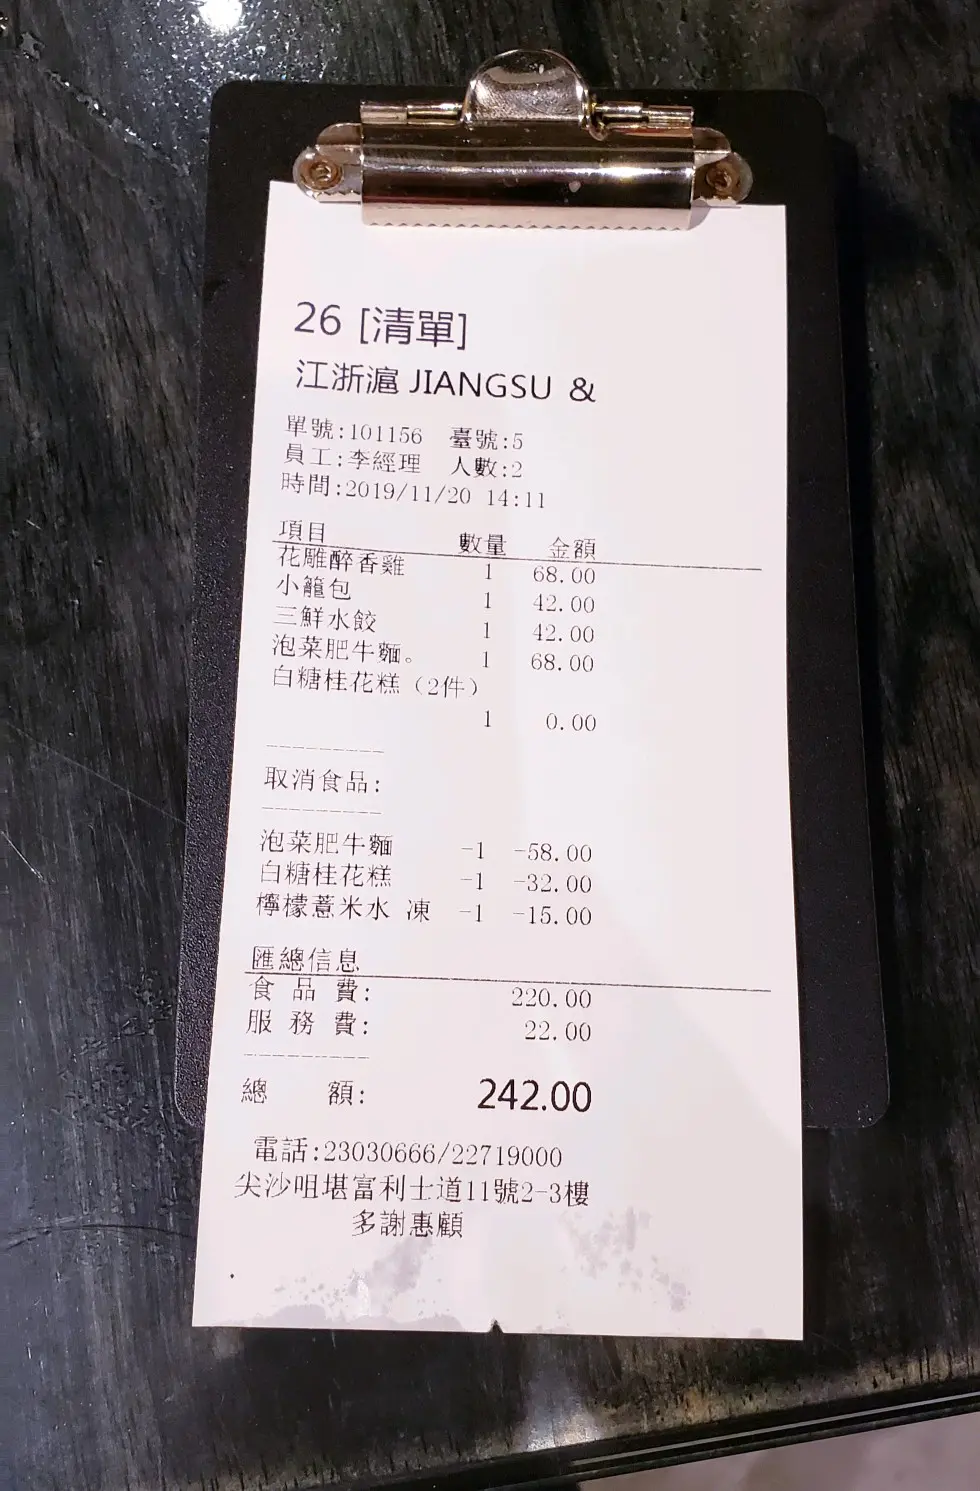 26 [清單]
江浙滬 JIANGSU &
單號:101156 臺號:5
員工:李經理 人數:2
時間:2019/11/20 14:11
項目 數量 金額
花雕醉香雞 1 68.00
小籠包 1 42.00
三鮮水餃 1 42.00
泡菜肥牛麵。 1 68.00
白糖桂花糕（2件）
1 0.00
----------
取消食品:
----------
泡菜肥牛麵 -1 -58.00
白糖桂花糕 -1 -32.00
檸檬薏米水 凍 -1 -15.00
匯總信息
食 品 費: 220.00
服 務 費: 22.00
----------
總 額: 242.00
電話:23030666/22719000
尖沙咀堪富利士道11號2-3樓
多謝惠顧